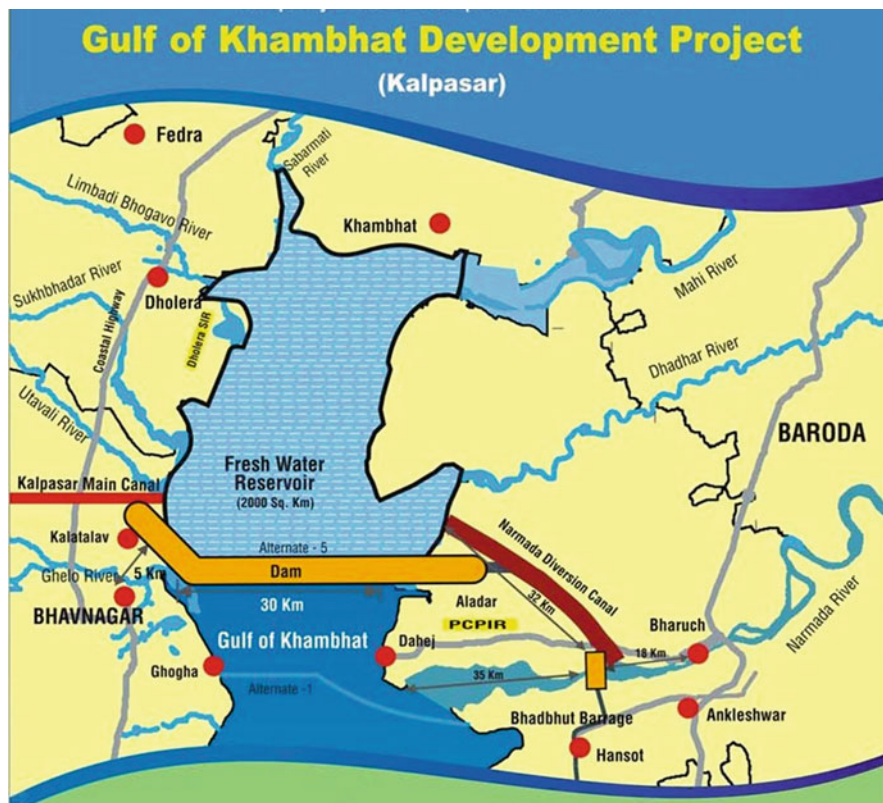 Gulf of Khambhat Development Project
(Kalpasar)
Fedra
Sabarmati
River
Limbadi Bhogavo River
Khambhat
Sukhbhadar River
Dholera
Mahi River
Coastal Highway
Dholera SIR
Dhadhar River
Utavali River
BARODA
Fresh Water
Reservoir
(2000 Sq. Km)
Kalpasar Main Canal
Kalatalav
Alternate - 5
Dam
Narmada Diversion Canal
Ghelo River
5 Km
30 Km
32 Km
BHAVNAGAR
Aladar
PCPIR
Narmada River
Gulf of Khambhat
Dahej
Bharuch
18 Km
Ghogha
35 Km
Alternate -1
Bhadbhut Barrage
Ankleshwar
Hansot